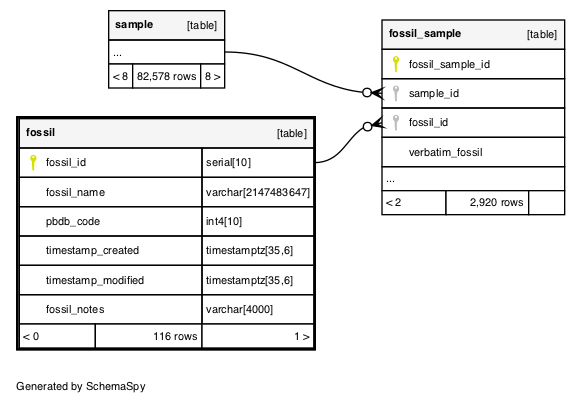 sample [table]
...
< 8 82,578 rows 8 >
fossil_sample [table]
fossil_sample_id
sample_id
fossil_id
verbatim_fossil
...
< 2 2,920 rows
fossil [table]
fossil_id serial[10]
fossil_name varchar[2147483647]
pbdb_code int4[10]
timestamp_created timestamptz[35,6]
timestamp_modified timestamptz[35,6]
fossil_notes varchar[4000]
< 0 116 rows 1 >
Generated by SchemaSpy